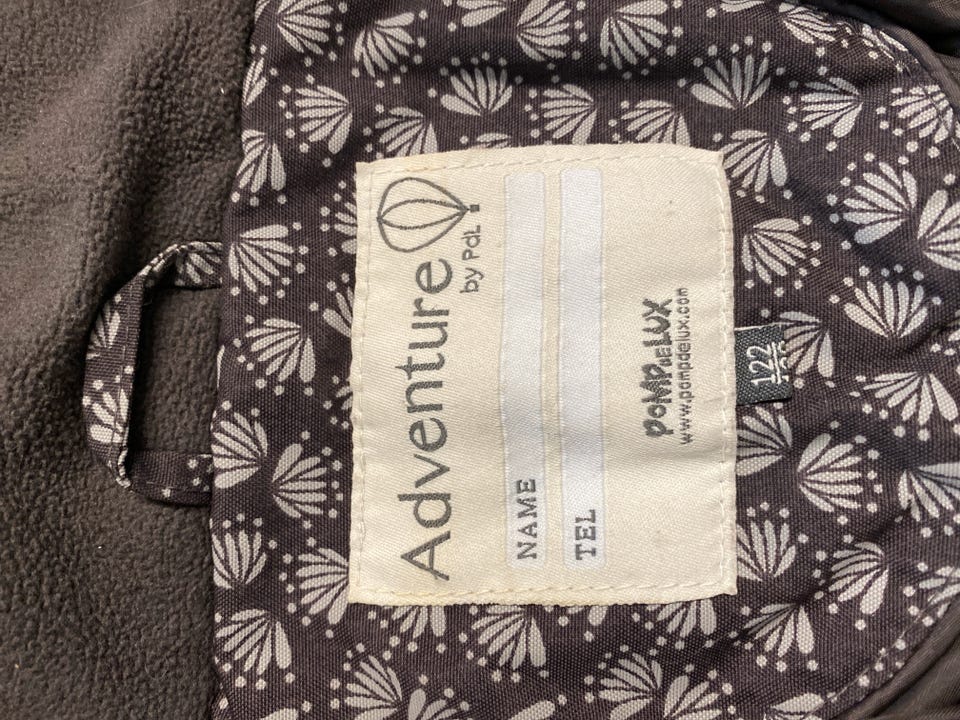 Adventure
by PdL
NAME
TEL
POMPdeLUX
www.pompdelux.com
122